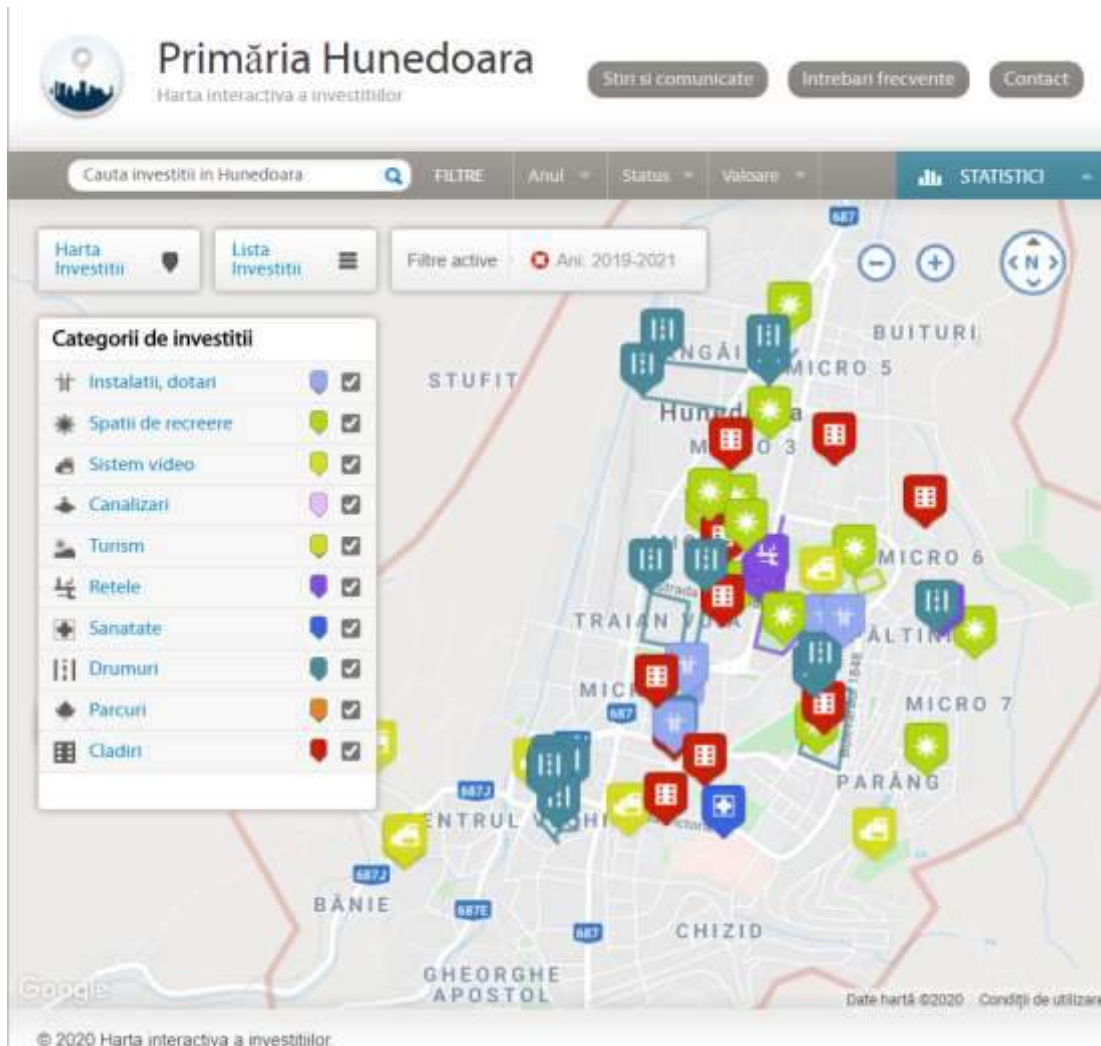 Primăria Hunedoara
Harta interactiva a investitiilor
Stiri si comunicate
Intrebari frecvente
Contact
Cauta investitii in Hunedoara
FILTRE
Anul
Status
Valoare
STATISTICI
Harta
Investitii
Lista
Investitii
Filtre active
Ani: 2019-2021
N
687
BUITURI
Categorii de investitii
Instalatii, dotari
Spatii de recreere
Sistem video
Canalizari
Turism
Retele
Sanatate
Drumuri
Parcuri
Cladiri
STUFIT
MICRO 5
MICRO 3
MICRO 6
TRAIAN
MICRO 7
687
PARÂNG
687J
687J
BĂNIE
687E
687
CHIZID
GHEORGHE
APOSTOL
Google
Date hartă ©2020
Condiții de utilizare
© 2020 Harta interactiva a investitiilor.